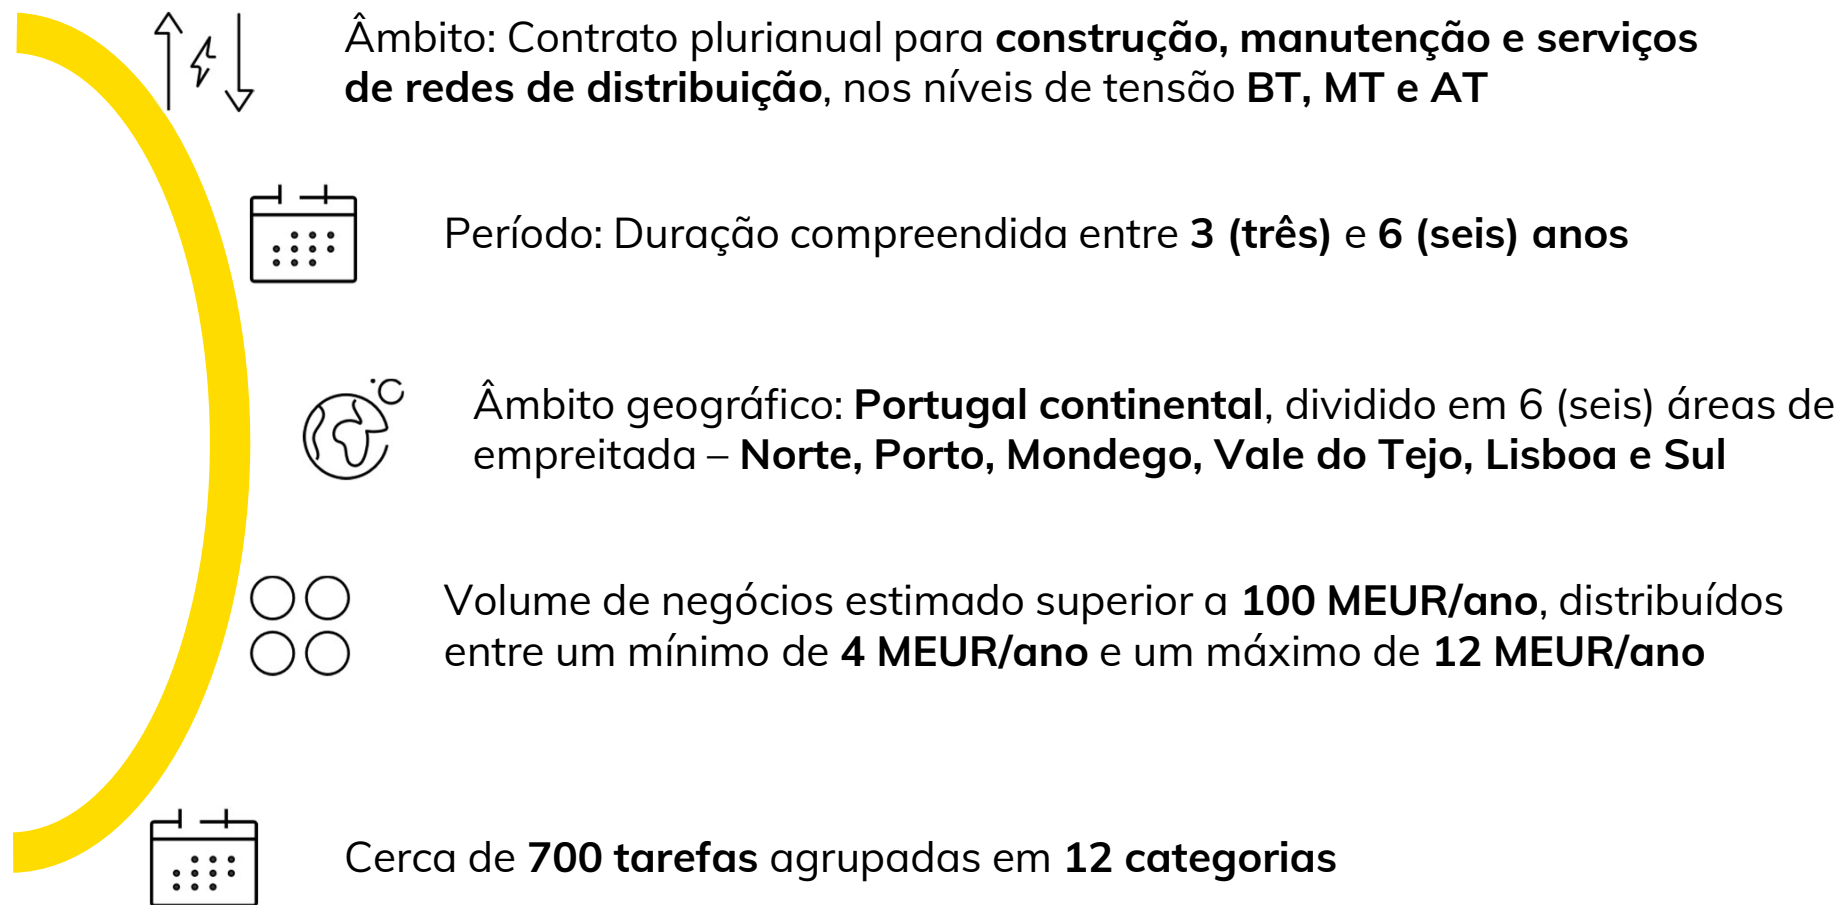 Âmbito: Contrato plurianual para construção, manutenção e serviços
de redes de distribuição, nos níveis de tensão BT, MT e AT
Período: Duração compreendida entre 3 (três) e 6 (seis) anos
Âmbito geográfico: Portugal continental, dividido em 6 (seis) áreas de
empreitada – Norte, Porto, Mondego, Vale do Tejo, Lisboa e Sul
Volume de negócios estimado superior a 100 MEUR/ano, distribuídos
entre um mínimo de 4 MEUR/ano e um máximo de 12 MEUR/ano
Cerca de 700 tarefas agrupadas em 12 categorias